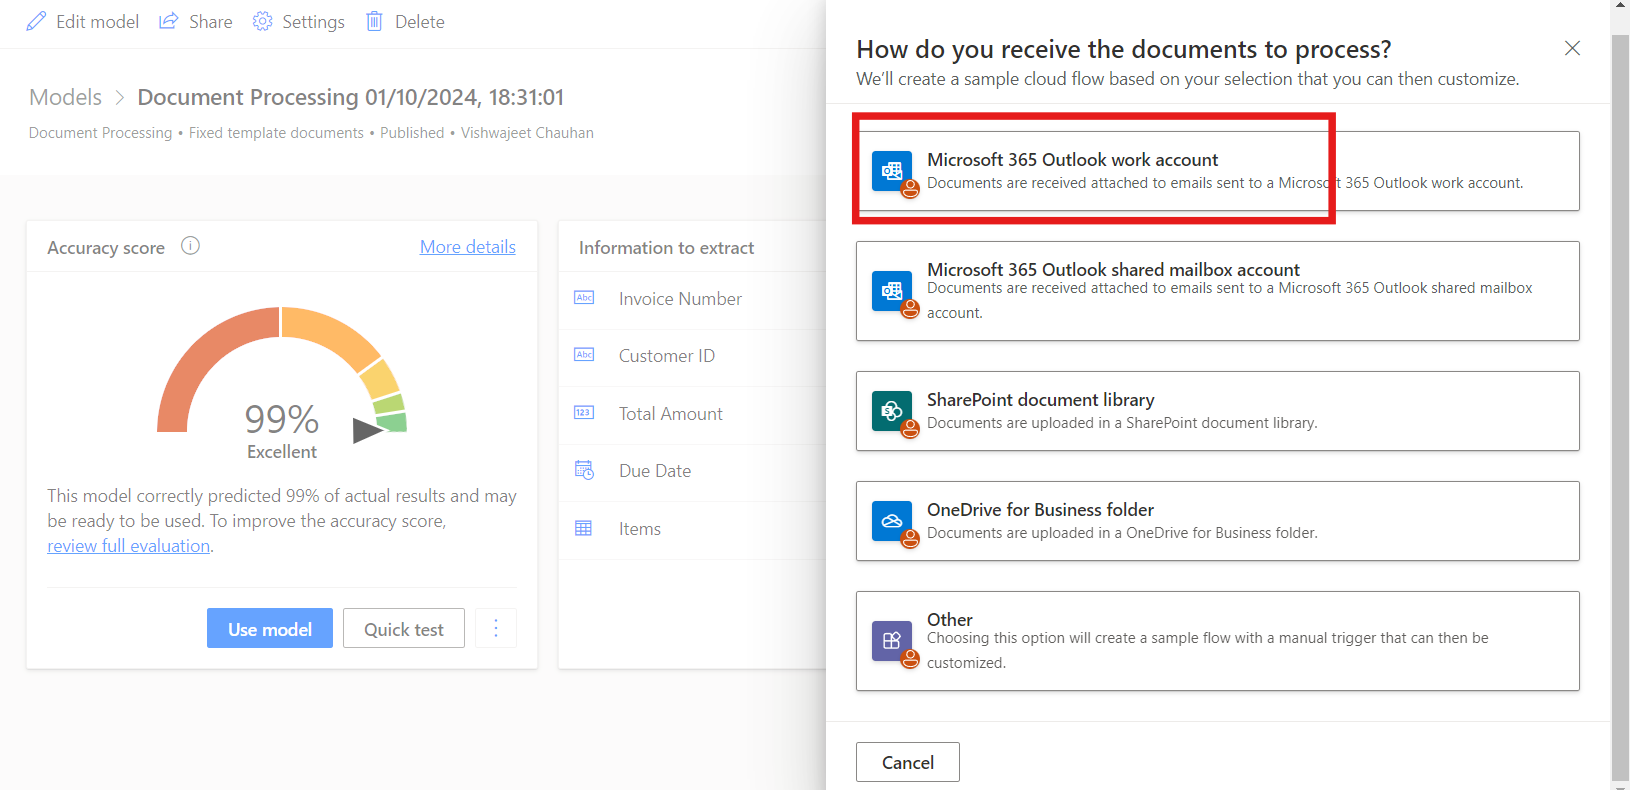 Edit model Share Settings Delete
Models > Document Processing 01/10/2024, 18:31:01
Document Processing • Fixed template documents • Published • Vishwajeet Chauhan
Accuracy score More details
99%
Excellent
This model correctly predicted 99% of actual results and may
be ready to be used. To improve the accuracy score,
review full evaluation.
Use model Quick test
Information to extract
Abc Invoice Number
Abc Customer ID
123 Total Amount
Due Date
Items
How do you receive the documents to process?
We'll create a sample cloud flow based on your selection that you can then customize.
Microsoft 365 Outlook work account
Documents are received attached to emails sent to a Microsoft 365 Outlook work account.
Microsoft 365 Outlook shared mailbox account
Documents are received attached to emails sent to a Microsoft 365 Outlook shared mailbox
account.
SharePoint document library
Documents are uploaded in a SharePoint document library.
OneDrive for Business folder
Documents are uploaded in a OneDrive for Business folder.
Other
Choosing this option will create a sample flow with a manual trigger that can then be
customized.
Cancel